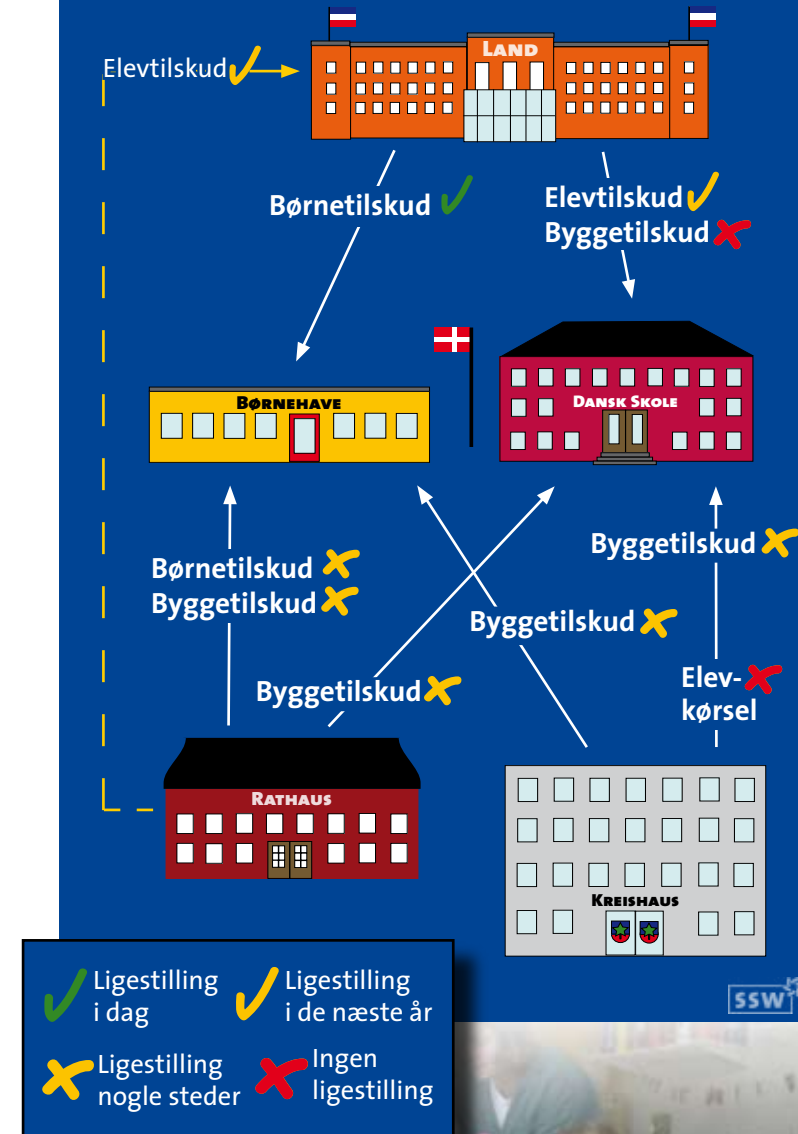 LAND
Elevtilskud
Børnetilskud
Elevtilskud
Byggetilskud
BØRNEHAVE
DANSK SKOLE
Børnetilskud
Byggetilskud
Byggetilskud
Byggetilskud
Byggetilskud
Elev-
kørsel
RATHAUS
KREISHAUS
Ligestilling
i dag
Ligestilling
i de næste år
Ligestilling
nogle steder
Ingen
ligestilling
SSW